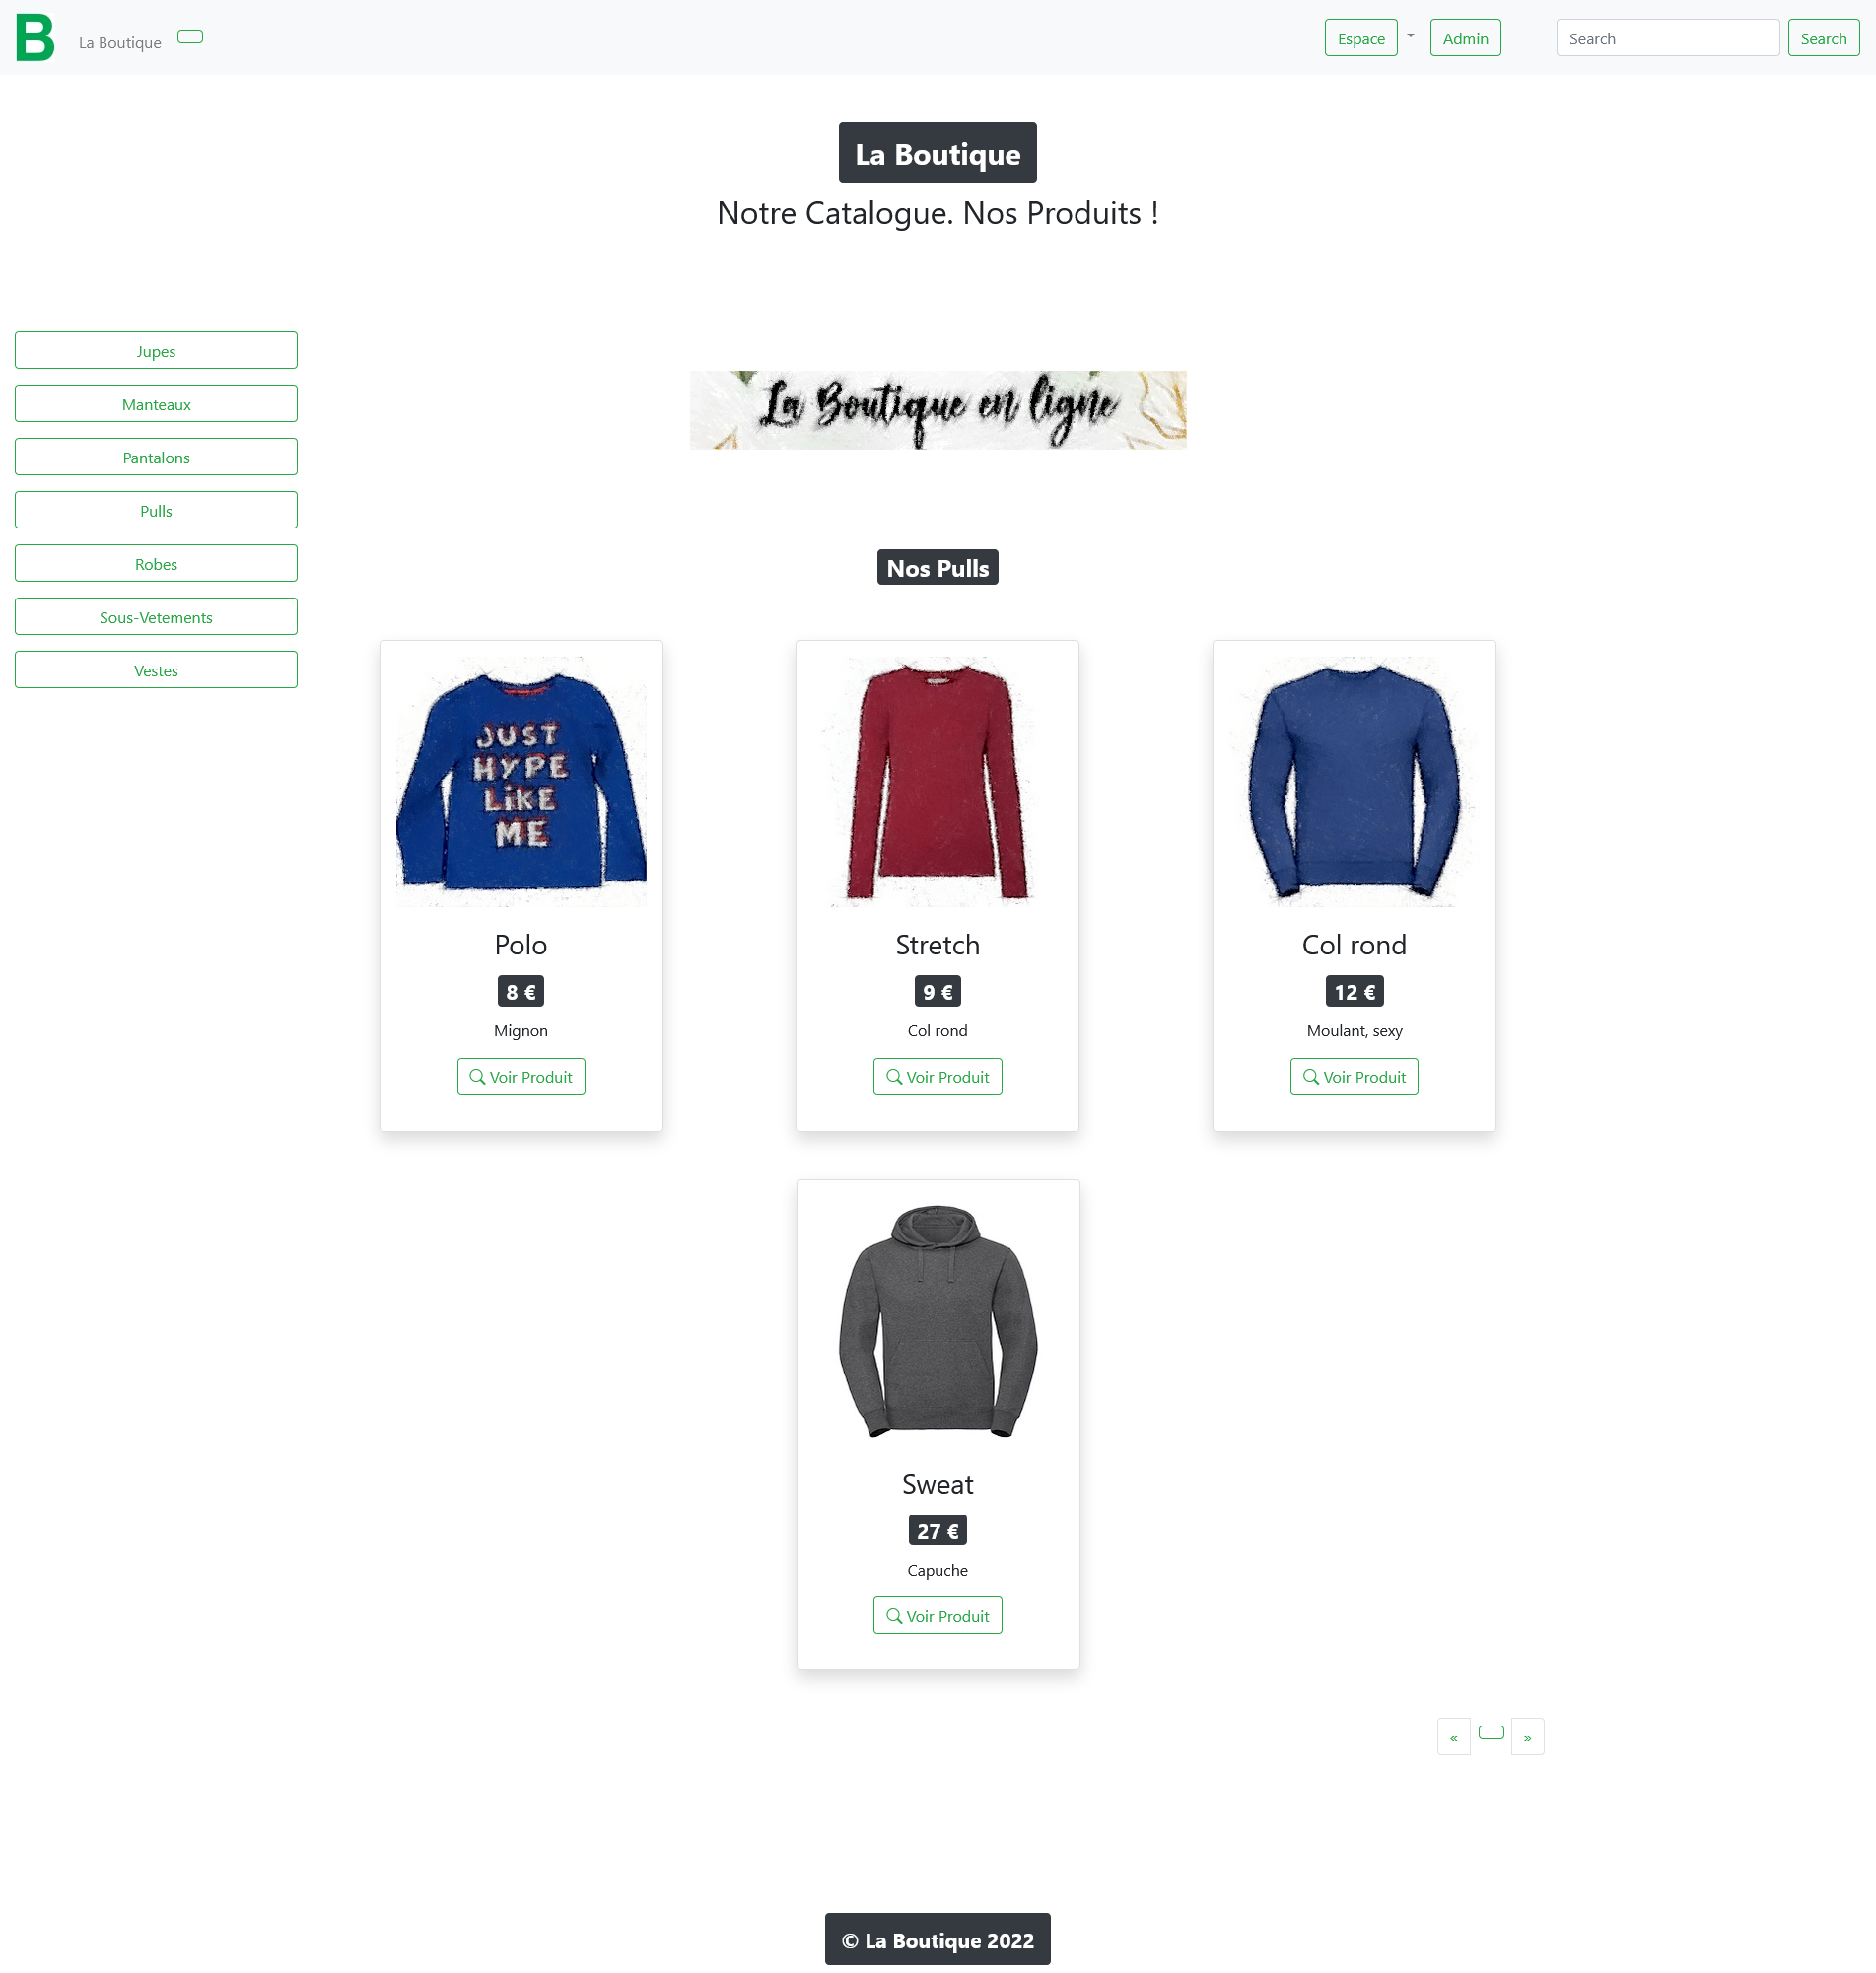 B La Boutique Espace Admin Search Search
La Boutique
Notre Catalogue. Nos Produits !
Jupes
Manteaux
Pantalons
Pulls
Robes
Sous-Vetements
Vestes
La Boutique en ligne
Nos Pulls
JUST
HYPE
LiKE
ME
Polo
8 €
Mignon
Voir Produit
Stretch
9 €
Col rond
Voir Produit
Col rond
12 €
Moulant, sexy
Voir Produit
Sweat
27 €
Capuche
Voir Produit
« »
© La Boutique 2022